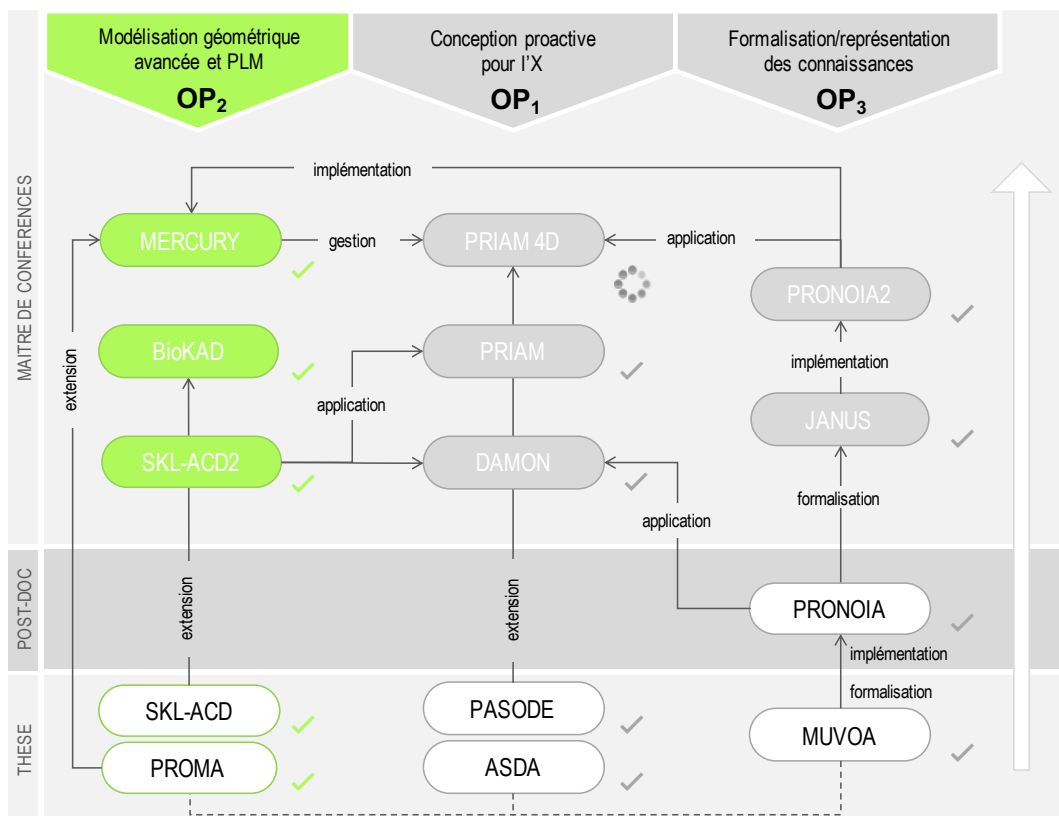 Modélisation géométrique
avancée et PLM
OP2
Conception proactive
pour l'X
OP1
Formalisation/représentation
des connaissances
OP3
MAITRE DE CONFERENCES
implémentation
MERCURY
gestion
PRIAM 4D
application
PRONOIA2
extension
BioKAD
PRIAM
implémentation
application
JANUS
SKL-ACD2
DAMON
formalisation
application
POST-DOC
extension
extension
PRONOIA
implémentation
formalisation
THESE
SKL-ACD
PASODE
MUVOA
PROMA
ASDA